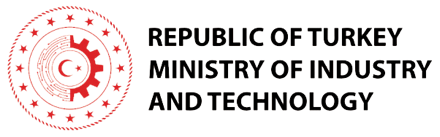 REPUBLIC OF TURKEY
MINISTRY OF INDUSTRY
AND TECHNOLOGY